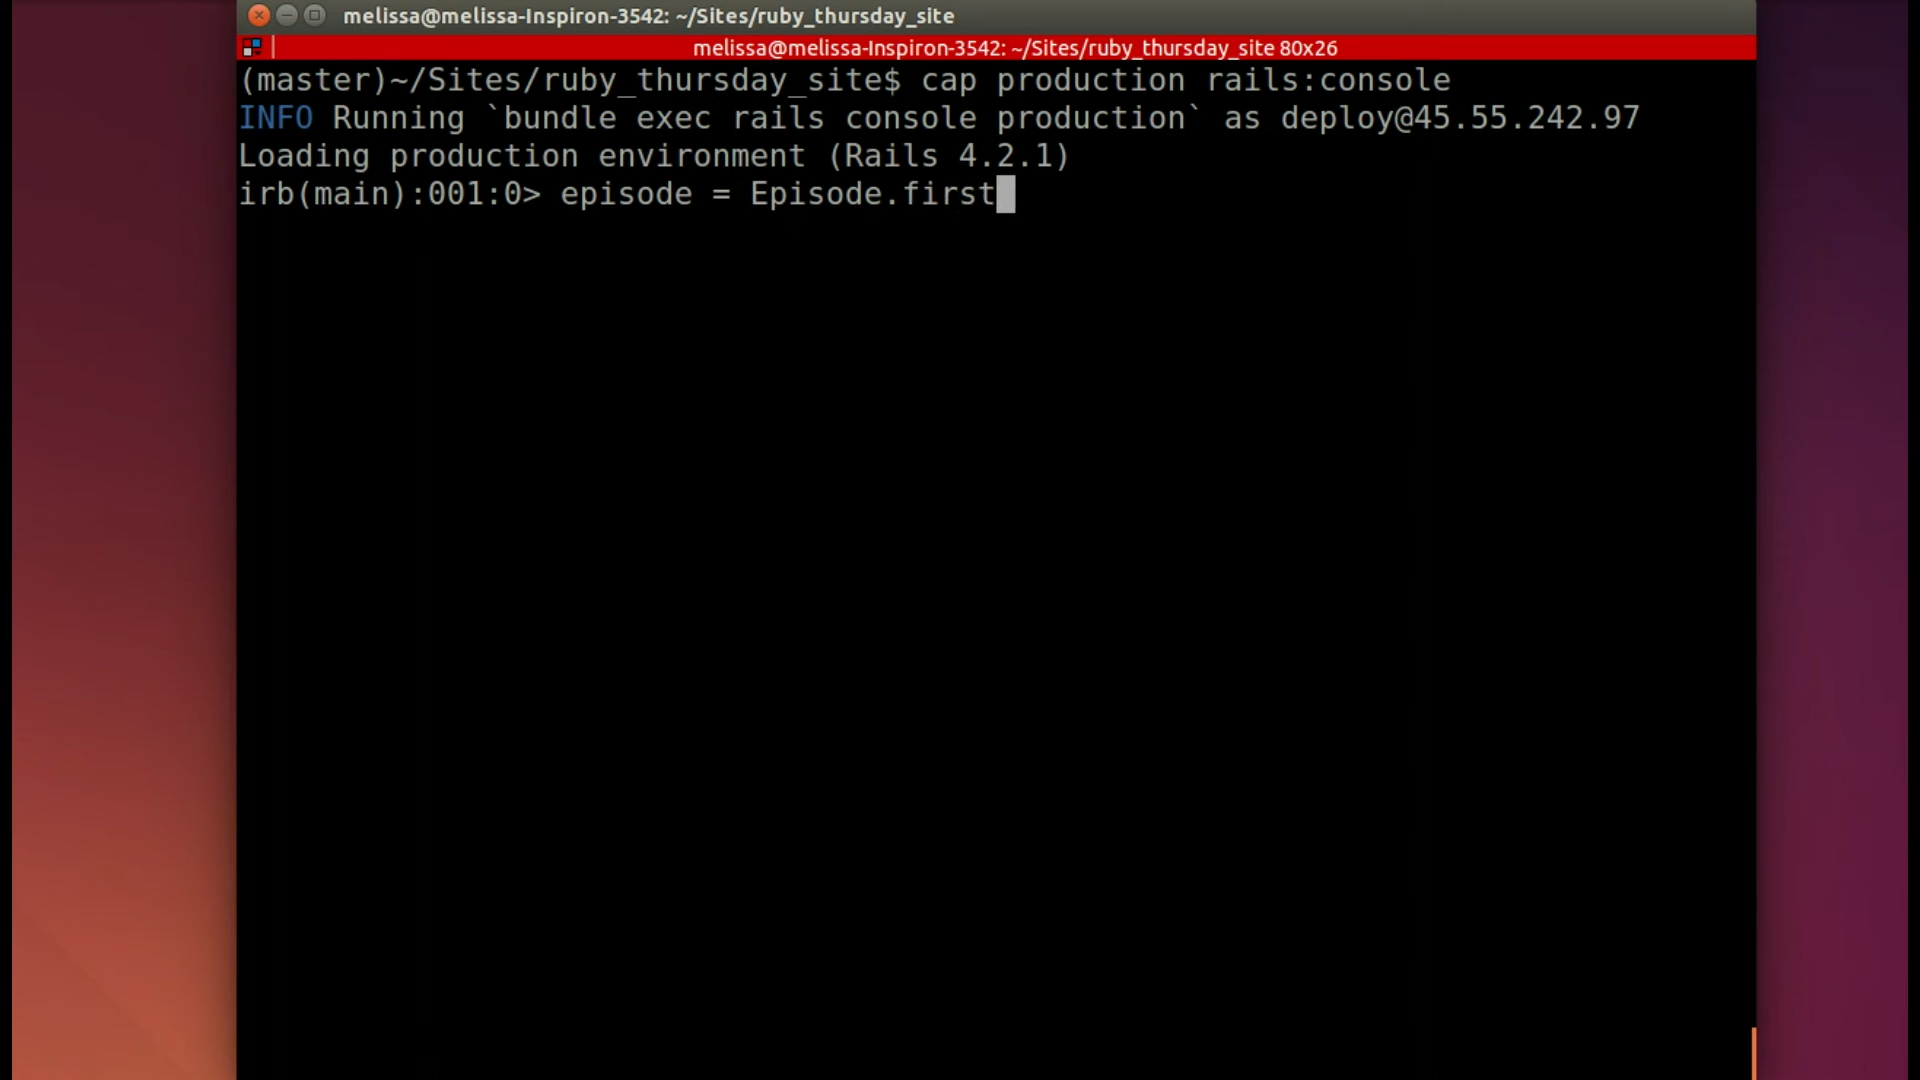 melissa@melissa-Inspiron-3542: ~/Sites/ruby_thursday_site
melissa@melissa-Inspiron-3542: ~/Sites/ruby_thursday_site 80x26
(master)~/Sites/ruby_thursday_site$ cap production rails:console
INFO Running `bundle exec rails console production` as deploy@45.55.242.97
Loading production environment (Rails 4.2.1)
irb(main):001:0> episode = Episode.first